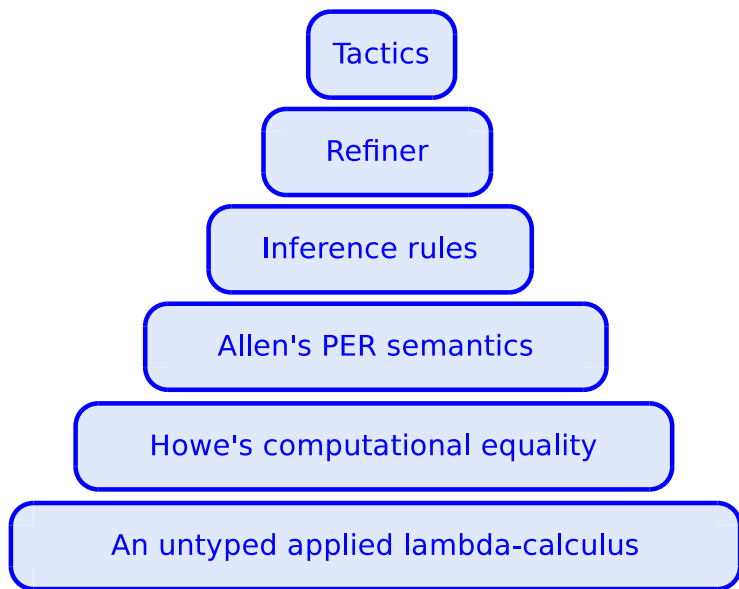 Tactics
Refiner
Inference rules
Allen's PER semantics
Howe's computational equality
An untyped applied lambda-calculus